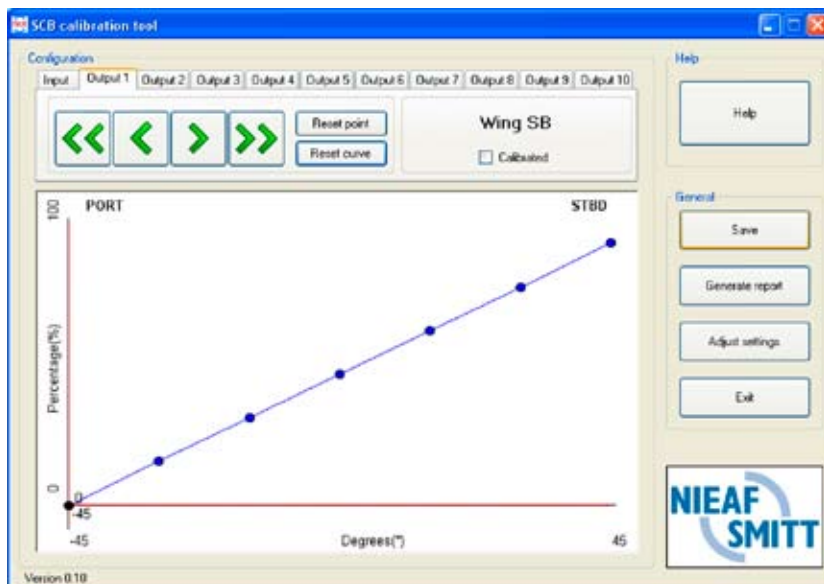 SCB calibration tool
Configuration
Input Output 1 Output 2 Output 3 Output 4 Output 5 Output 6 Output 7 Output 8 Output 9 Output 10
Reset point
Reset curve
Wing SB
Calibrated
PORT
STBD
100
Percentage(%)
0
0
-45
-45
Degrees(°)
45
Help
Help
General
Save
Generate report
Adjust settings
Exit
NIEAF
SMITT
Version 0.10